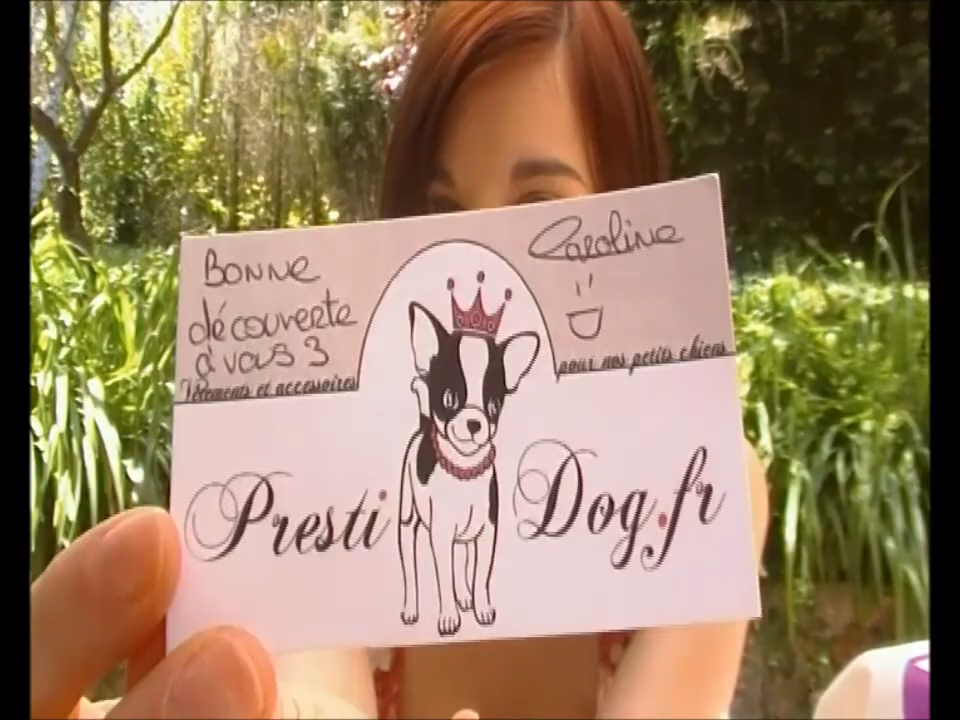 Bonne
découverte
à vous 3
Caroline
Vêtements et accessoires
pour nos petits chiens
Presti Dog.fr